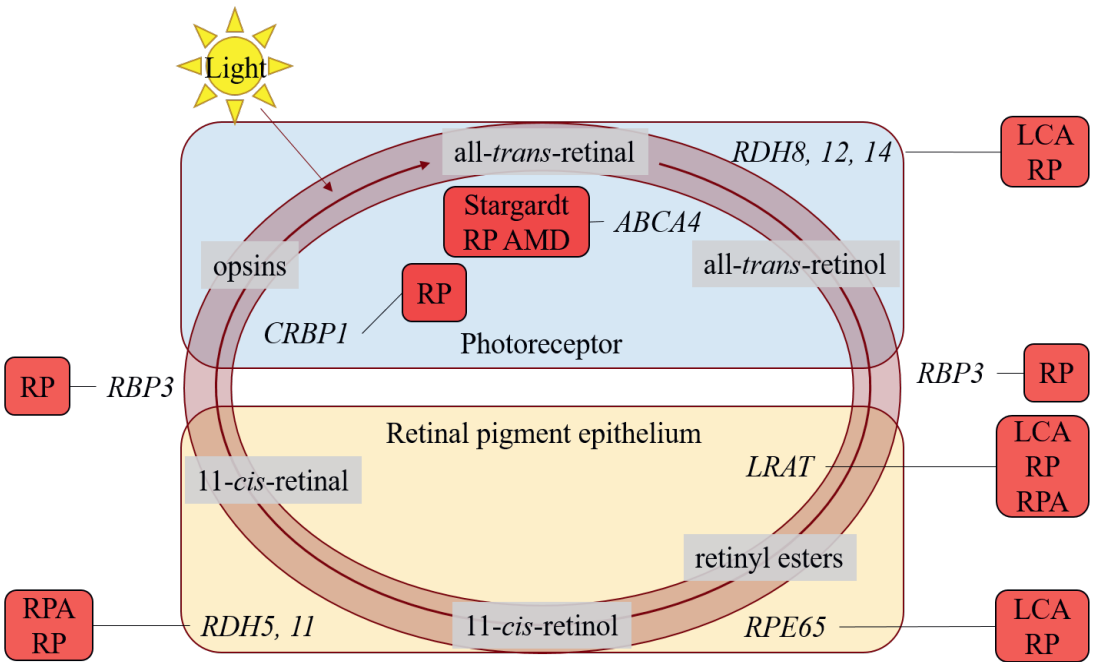 Light
all-trans-retinal
RDH8, 12, 14
LCA
RP
Stargardt
RP AMD
ABCA4
opsins
all-trans-retinol
RP
CRBP1
Photoreceptor
RP
RBP3
RBP3
RP
Retinal pigment epithelium
LCA
RP
RPA
LRAT
11-cis-retinal
retinyl esters
RPA
RP
RDH5, 11
11-cis-retinol
RPE65
LCA
RP